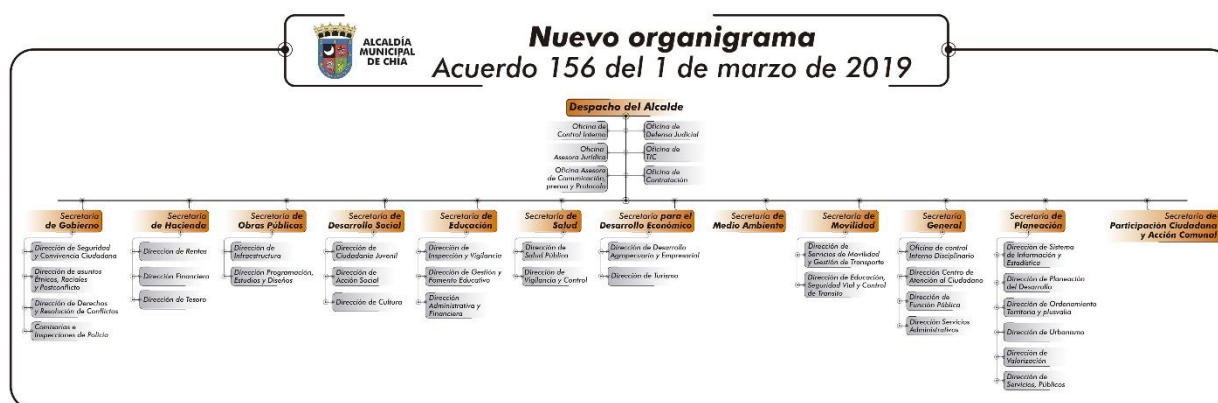 ALCALDÍA
MUNICIPAL
DE CHÍA
Nuevo organigrama
Acuerdo 156 del 1 de marzo de 2019
Despacho del Alcalde
Oficina de
Control Interno
Oficina de
Defensa Judicial
Oficina
Asesora Jurídica
Oficina de
TIC
Oficina Asesora
de Comunicación,
prensa y Protocolo
Oficina de
Contratación
Secretaría
de Gobierno
Dirección de Seguridad
y Convivencia Ciudadana
Dirección de asuntos
Étnicos, Raciales
y Postconflicto
Dirección de Derechos
y Resolución de Conflictos
Comisarías e
Inspecciones de Policía
Secretaría
de Hacienda
Dirección de Rentas
Dirección Financiera
Dirección de Tesoro
Secretaría de
Obras Públicas
Dirección de
Infraestructura
Dirección Programación,
Estudios y Diseños
Secretaría de
Desarrollo Social
Dirección de
Ciudadanía Juvenil
Dirección de
Acción Social
Dirección de Cultura
Secretaría de
Educación
Dirección de
Inspección y Vigilancia
Dirección de Gestión y
Fomento Educativo
Dirección
Administrativa y
Financiera
Secretaría de
Salud
Dirección de
Salud Pública
Dirección de
Vigilancia y Control
Secretaría para el
Desarrollo Económico
Dirección de Desarrollo
Agropecuario y Empresarial
Dirección de Turismo
Secretaría de
Medio Ambiente
Secretaría de
Movilidad
Dirección de
Servicios de Movilidad
y Gestión de Transporte
Dirección de Educación,
Seguridad Vial y Control
de Transito
Secretaría
General
Oficina de control
Interno Disciplinario
Dirección Centro de
Atención al Ciudadano
Dirección de
Función Pública
Dirección Servicios
Administrativos
Secretaría de
Planeación
Dirección de Sistema
de Información y
Estadística
Dirección de Planeación
del Desarrollo
Dirección de Ordenamiento
Territoria y plusvalia
Dirección de Urbanismo
Dirección de
Valorización
Dirección de
Servicios, Públicos
Secretaría de
Participación Ciudadana
y Acción Comunal